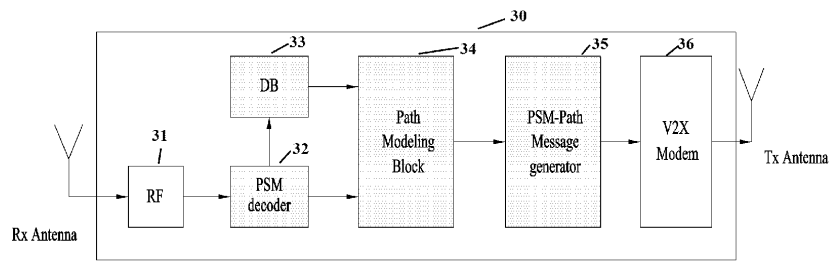 30
33
34
35
36
DB
31
32
RF
PSM
decoder
Path
Modeling
Block
PSM-Path
Message
generator
V2X
Modem
Rx Antenna
Tx Antenna